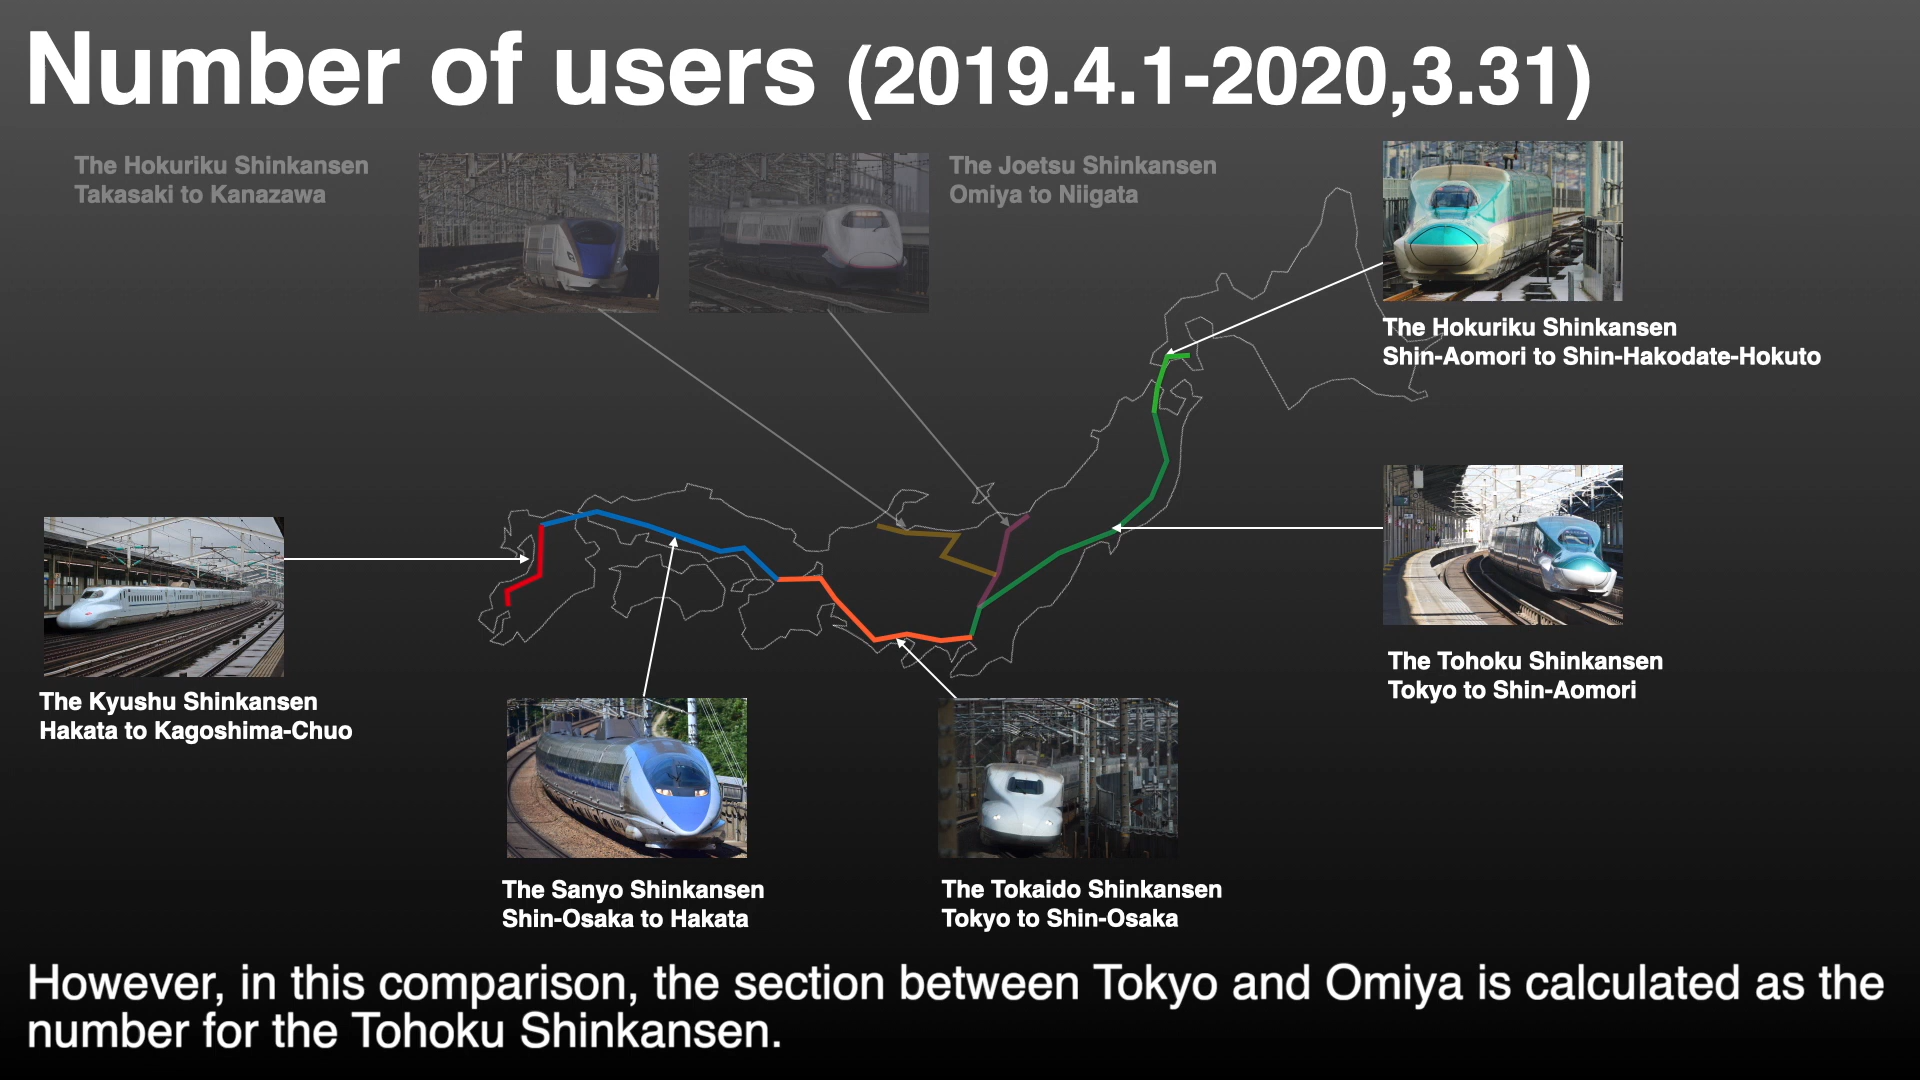 Number of users (2019.4.1-2020,3.31)
The Hokuriku Shinkansen
Takasaki to Kanazawa
The Joetsu Shinkansen
Omiya to Niigata
The Hokuriku Shinkansen
Shin-Aomori to Shin-Hakodate-Hokuto
The Tohoku Shinkansen
Tokyo to Shin-Aomori
The Kyushu Shinkansen
Hakata to Kagoshima-Chuo
The Sanyo Shinkansen
Shin-Osaka to Hakata
The Tokaido Shinkansen
Tokyo to Shin-Osaka
However, in this comparison, the section between Tokyo and Omiya is calculated as the
number for the Tohoku Shinkansen.